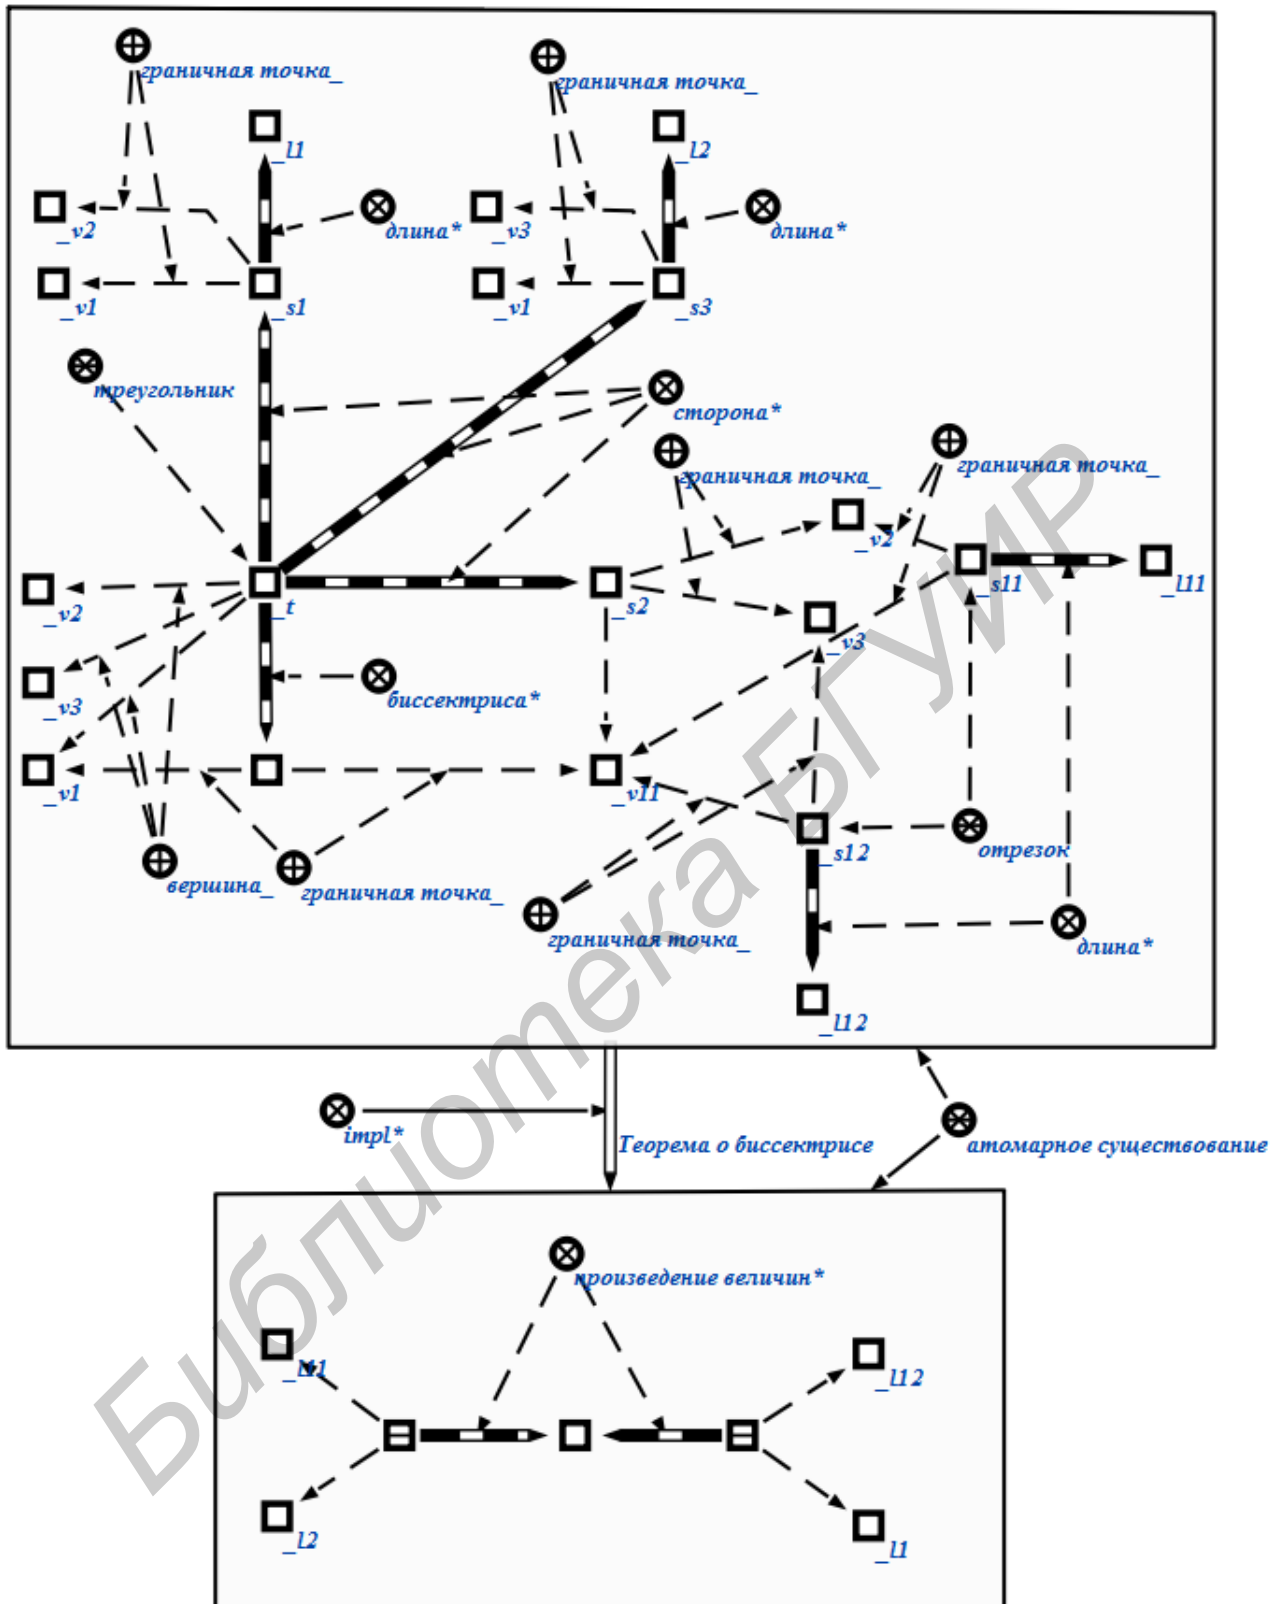 граничная точка_
граничная точка_
_l1
_l2
_v2
длина*
_v3
длина*
_v1
_s1
_v1
_s3
треугольник
сторона*
граничная точка_
граничная точка_
_v2
_v2
_t
_s2
_s11
_l11
_v3
_v3
биссектриса*
_v1
_v11
_s12
отрезок
вершина_
граничная точка_
граничная точка_
длина*
_l12
impl*
Теорема о биссектрисе
атомарное существование
произведение величин*
_l11
_l12
_l2
_l1
Библиотека БГУИР